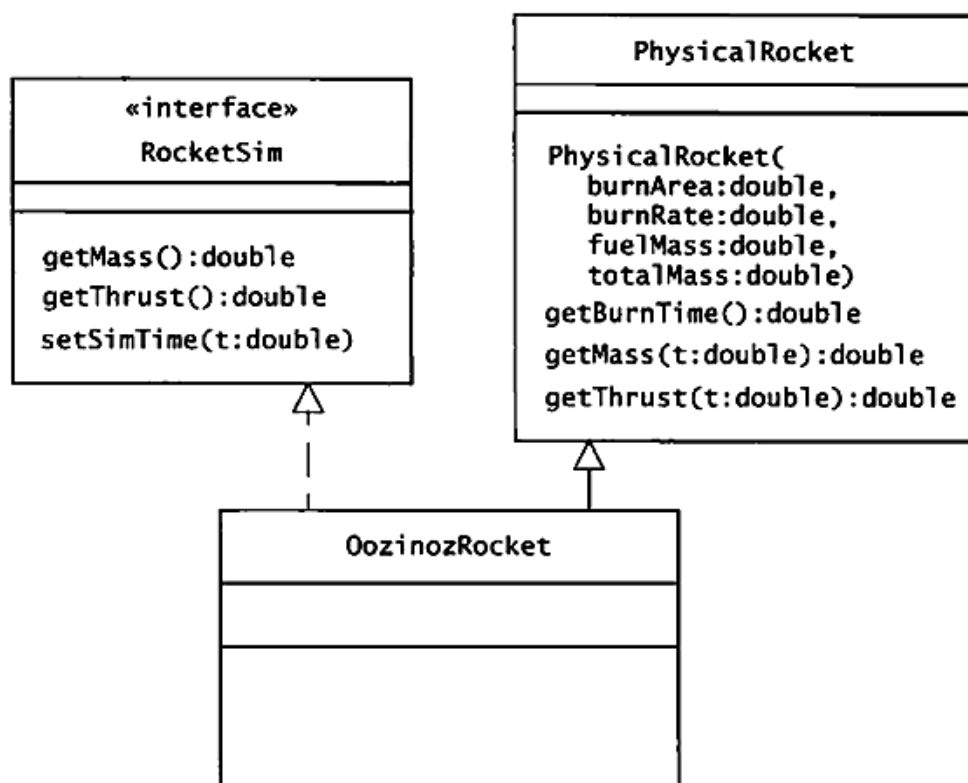 «interface»
RocketSim
getMass():double
getThrust():double
setSimTime(t:double)
PhysicalRocket
PhysicalRocket(
burnArea:double,
burnRate:double,
fuelMass:double,
totalMass:double)
getBurnTime():double
getMass(t:double):double
getThrust(t:double):double
OozinozRocket